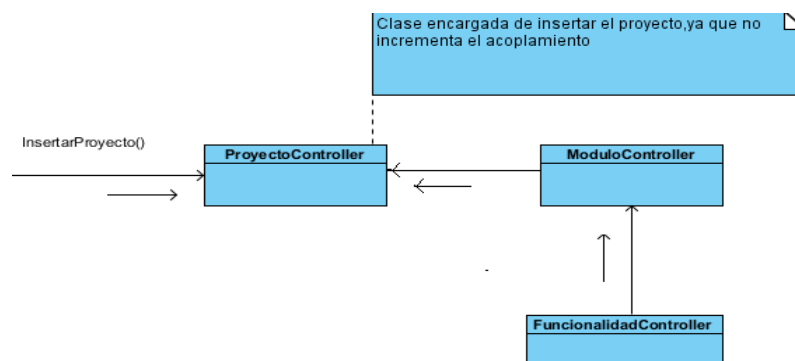 Clase encargada de insertar el proyecto,ya que no
incrementa el acoplamiento
InsertarProyecto()
ProyectoController
ModuloController
FuncionalidadController